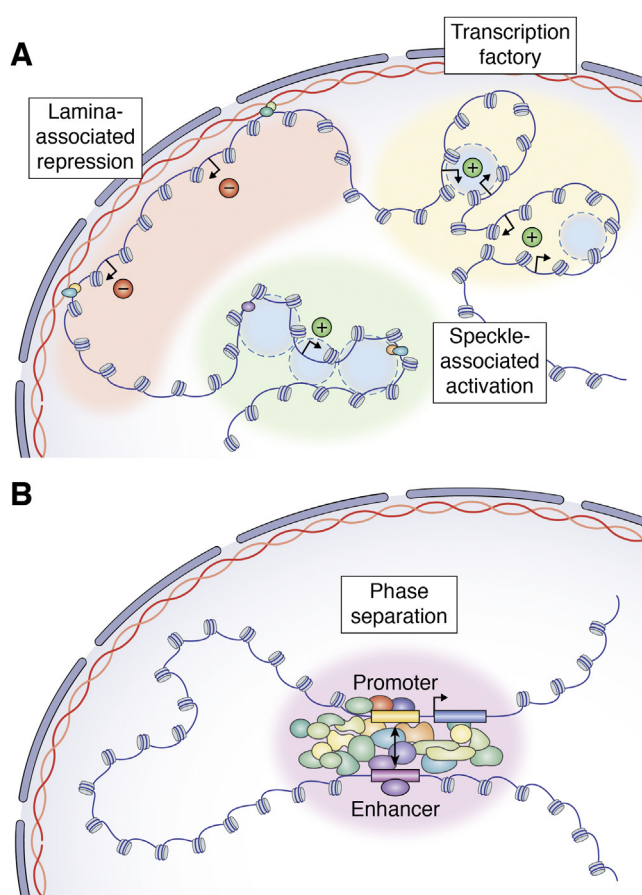 A
Transcription
factory
Lamina-
associated
repression
−
−
+
+
+
Speckle-
associated
activation
B
Phase
separation
Promoter
Enhancer